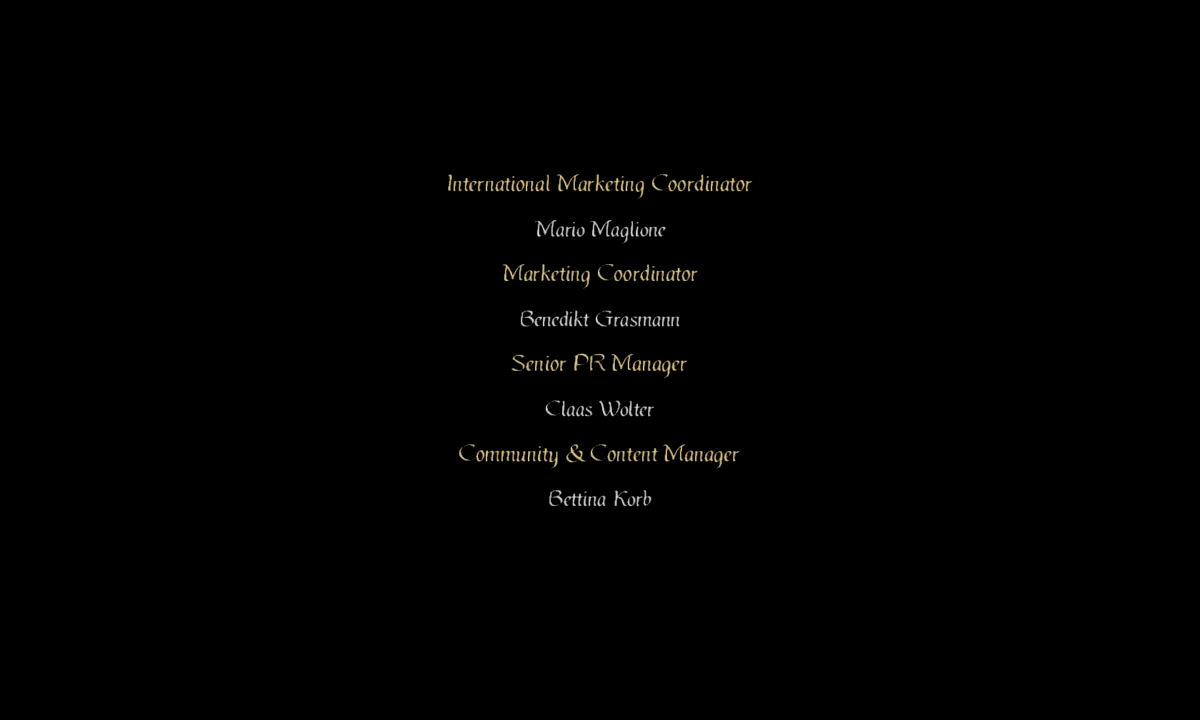 International Marketing Coordinator
Mario Maglione
Marketing Coordinator
Benedikt Grasmann
Senior PR Manager
Claas Wolter
Community & Content Manager
Bettina Korb